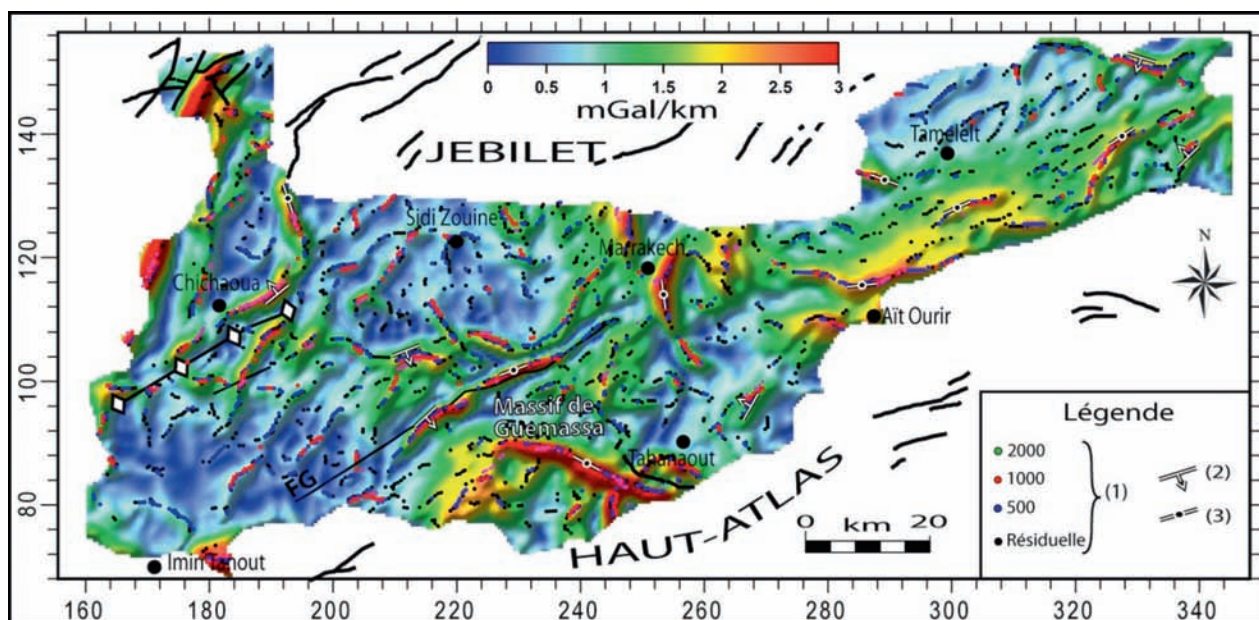 0 0.5 1 1.5 2 2.5 3
mGal/km
JEBILET
Tamelelt
Sidi Zouine
Marrakech
Chichaoua
N
Aït Ourir
Massif de
Guemassa
FG
Tahanaout
J
HAUT-ATLAS
0 km 20
Imin Tanout
Légende
2000
1000
500
Résiduelle
(1)
(2)
(3)
140
120
100
80
160 180 200 220 240 260 280 300 320 340